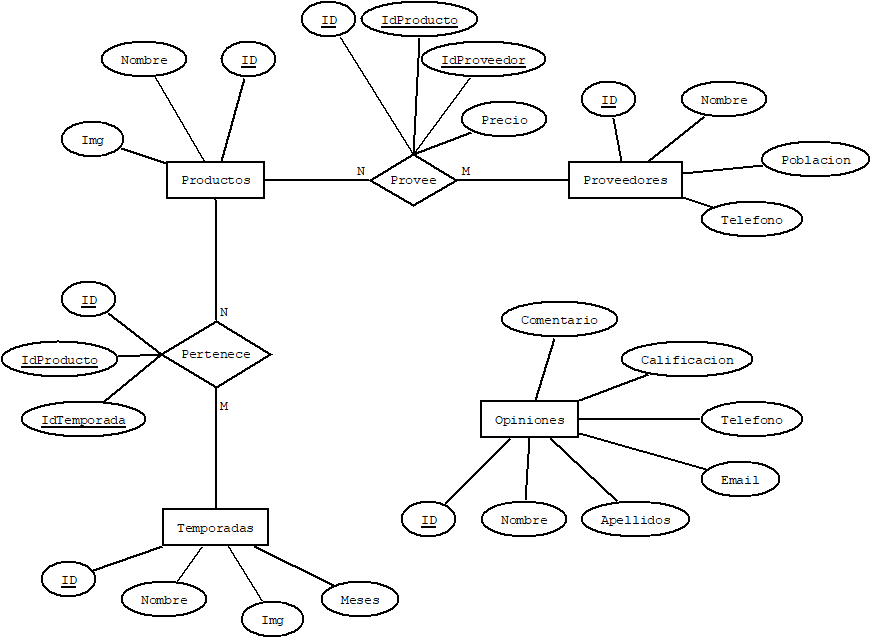 ID
IdProducto
Nombre
ID
IdProveedor
ID
Nombre
Precio
Img
Poblacion
Productos
N
Provee
M
Proveedores
Telefono
ID
N
Comentario
IdProducto
Pertenece
Calificacion
M
IdTemporada
Opiniones
Telefono
Email
ID
Nombre
Apellidos
Temporadas
ID
Nombre
Img
Meses